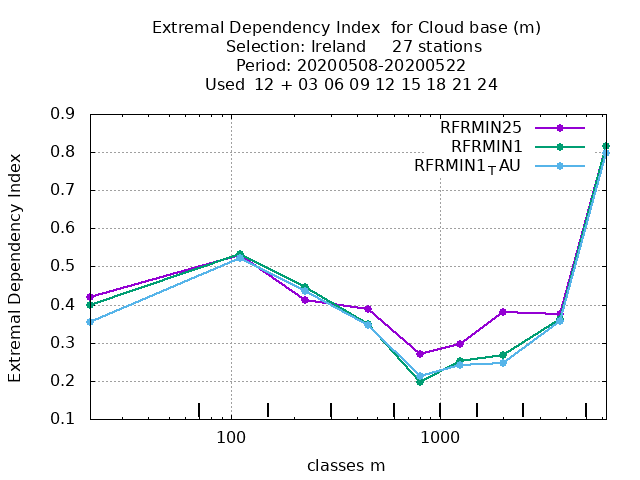 Extremal Dependency Index  for Cloud base (m)
Selection: Ireland     27 stations
Period: 20200508-20200522
Used  12 + 03 06 09 12 15 18 21 24
RFRMIN25
RFRMIN1
RFRMIN1TAU
0.9
0.8
0.7
0.6
0.5
0.4
0.3
0.2
0.1
Extremal Dependency Index
100
1000
classes m